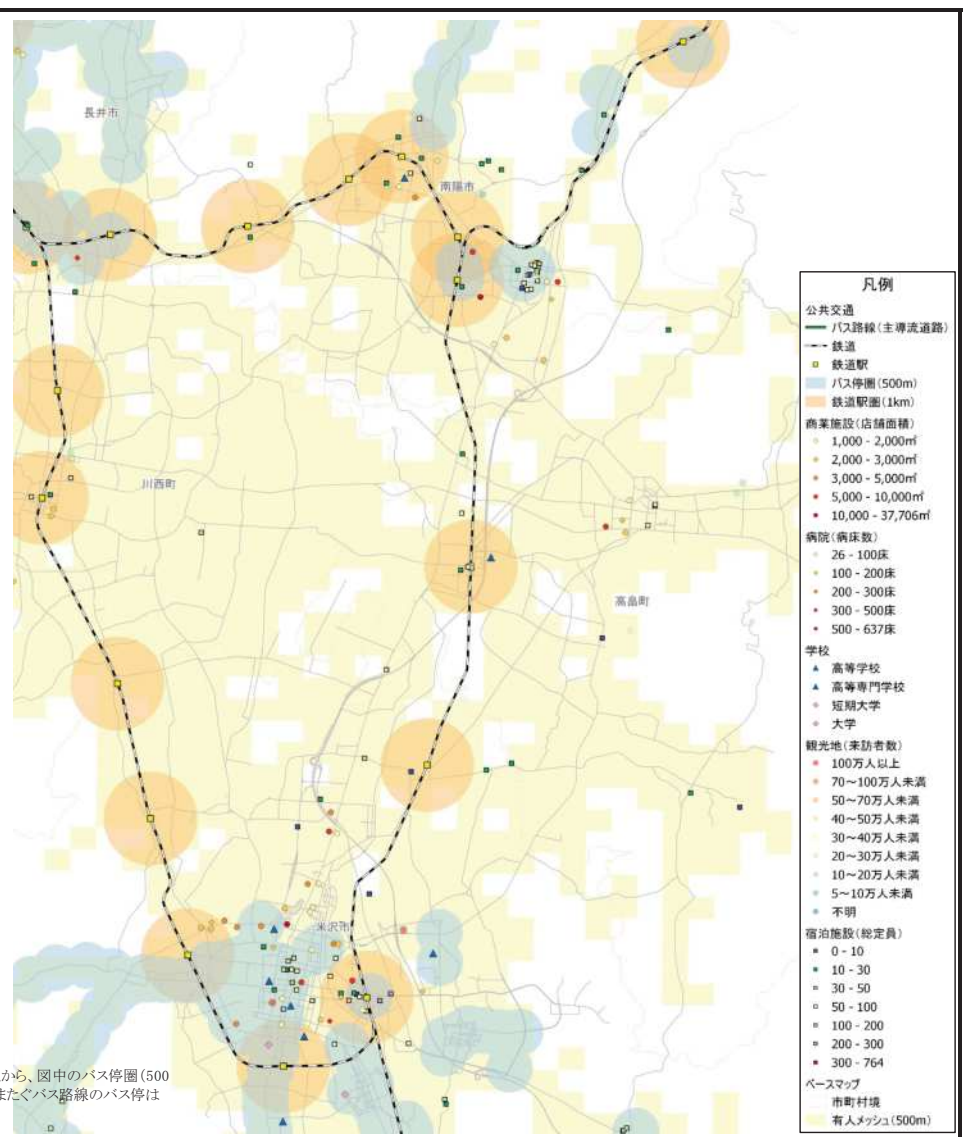 長井市
南陽市
川西町
高畠町
米沢市
から、図中のバス停圏(500
またぐバス路線のバス停は
凡例
公共交通
バス路線(主導流道路)
鉄道
鉄道駅
バス停圏(500m)
鉄道駅圏(1km)
商業施設(店舗面積)
1,000 - 2,000㎡
2,000 - 3,000㎡
3,000 - 5,000㎡
5,000 - 10,000㎡
10,000 - 37,706㎡
病院(病床数)
26 - 100床
100 - 200床
200 - 300床
300 - 500床
500 - 637床
学校
高等学校
高等専門学校
短期大学
大学
観光地(来訪者数)
100万人以上
70～100万人未満
50～70万人未満
40～50万人未満
30～40万人未満
20～30万人未満
10～20万人未満
5～10万人未満
不明
宿泊施設(総定員)
0 - 10
10 - 30
30 - 50
50 - 100
100 - 200
200 - 300
300 - 764
ベースマップ
市町村境
有人メッシュ(500m)